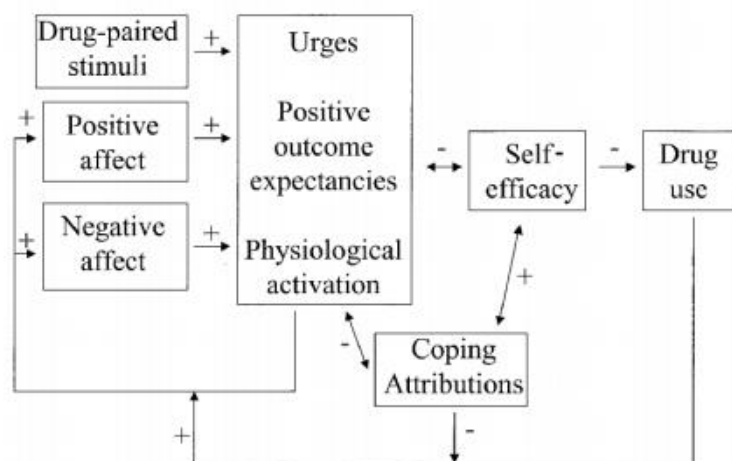 Drug-paired
stimuli
+
Urges
+
Positive
affect
+
Positive
outcome
expectancies
-
Self-
efficacy
-
Drug
use
+
Negative
affect
+
Physiological
activation
+
-
Coping
Attributions
+
-